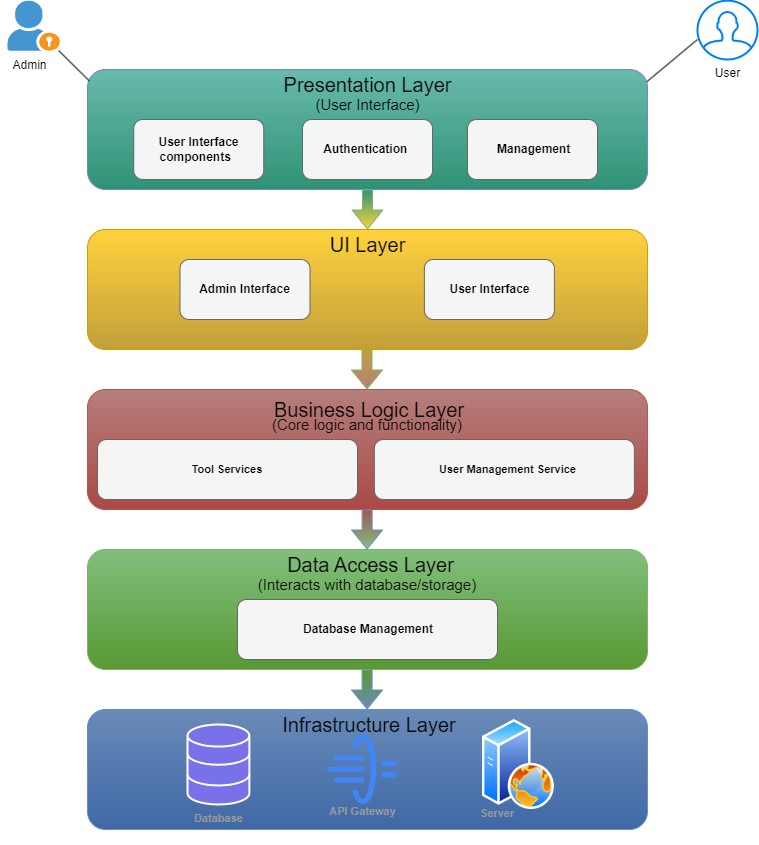 Admin
User
Presentation Layer
(User Interface)
User Interface
components
Authentication
Management
UI Layer
Admin Interface
User Interface
Business Logic Layer
(Core logic and functionality)
Tool Services
User Management Service
Data Access Layer
(Interacts with database/storage)
Database Management
Infrastructure Layer
Database
API Gateway
Server